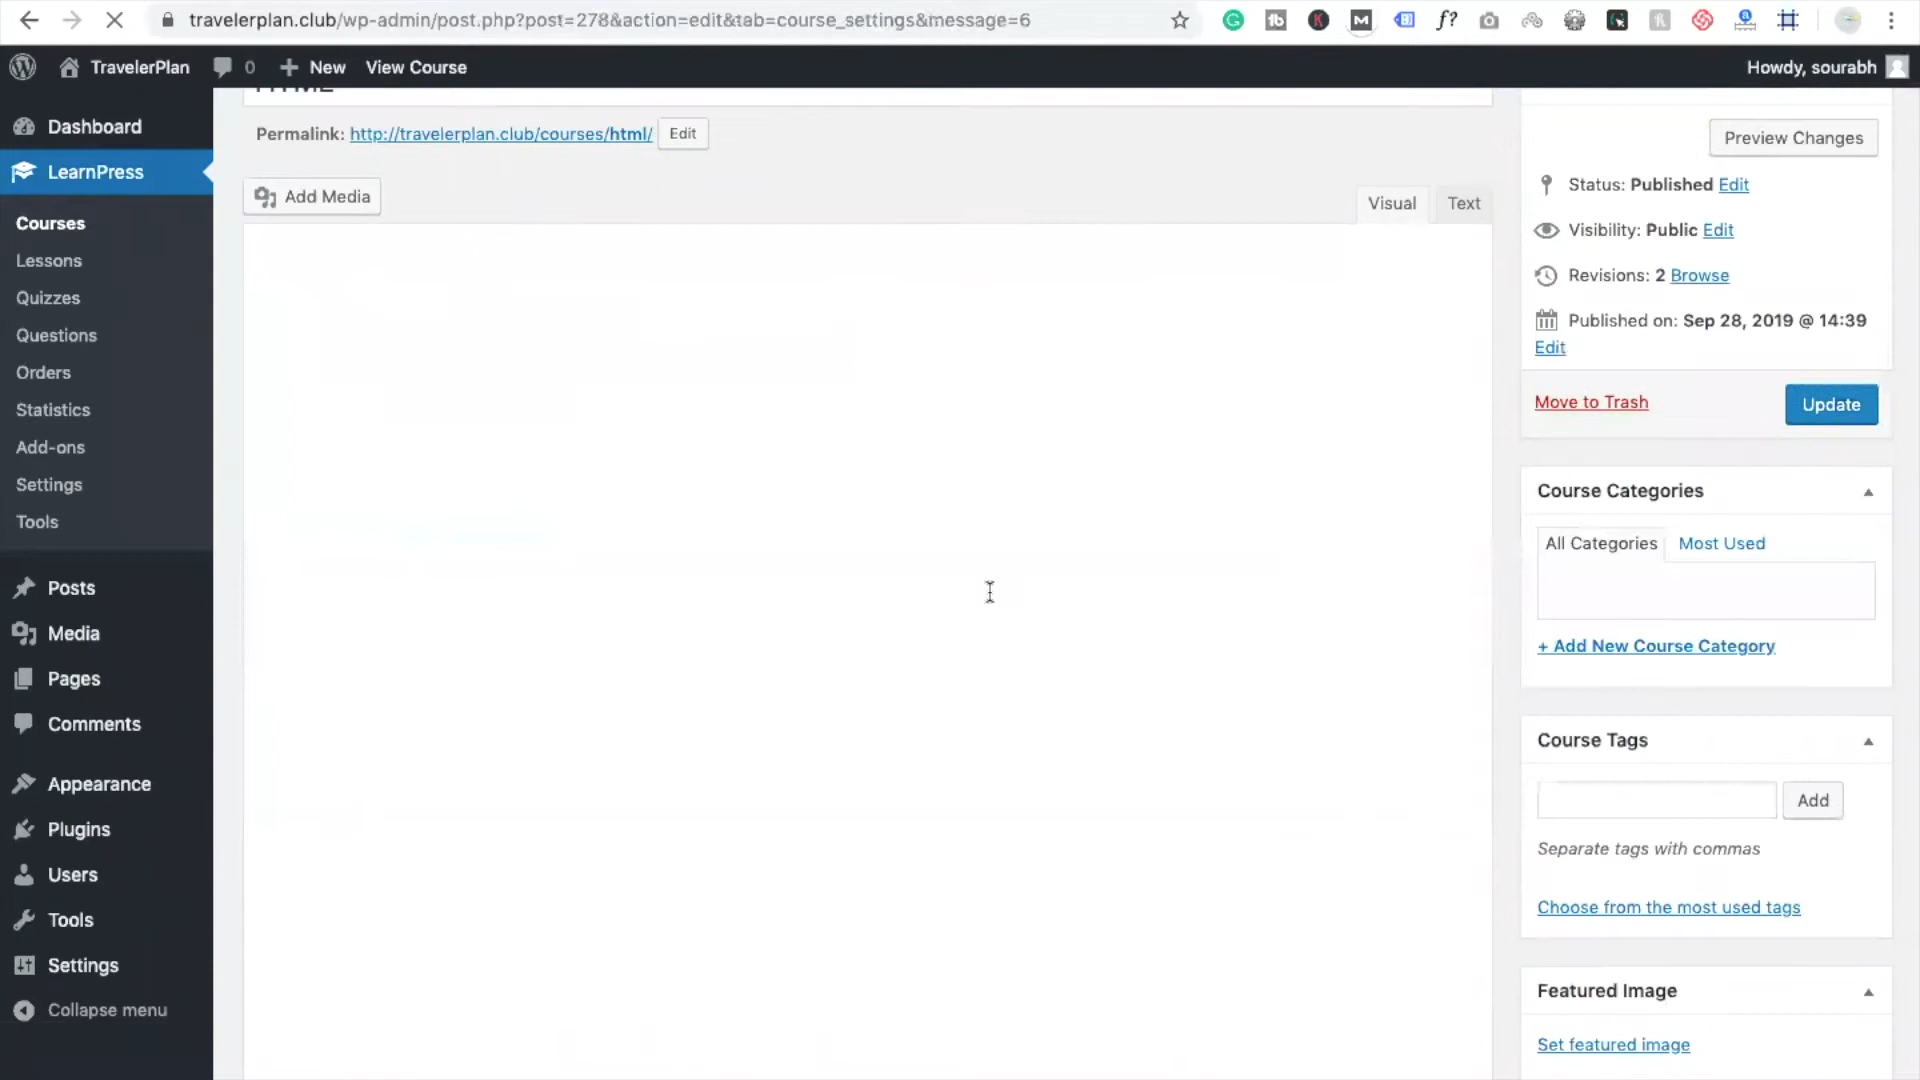 travelerplan.club/wp-admin/post.php?post=278&action=edit&tab=course_settings&message=6
TravelerPlan 0 New View Course
Howdy, sourabh
Dashboard
LearnPress
Courses
Lessons
Quizzes
Questions
Orders
Statistics
Add-ons
Settings
Tools
Posts
Media
Pages
Comments
Appearance
Plugins
Users
Tools
Settings
Collapse menu
HTML
Permalink: http://travelerplan.club/courses/html/ Edit
Add Media
Visual Text
Preview Changes
Status: Published Edit
Visibility: Public Edit
Revisions: 2 Browse
Published on: Sep 28, 2019 @ 14:39
Edit
Move to Trash Update
Course Categories
All Categories Most Used
+ Add New Course Category
Course Tags
Add
Separate tags with commas
Choose from the most used tags
Featured Image
Set featured image